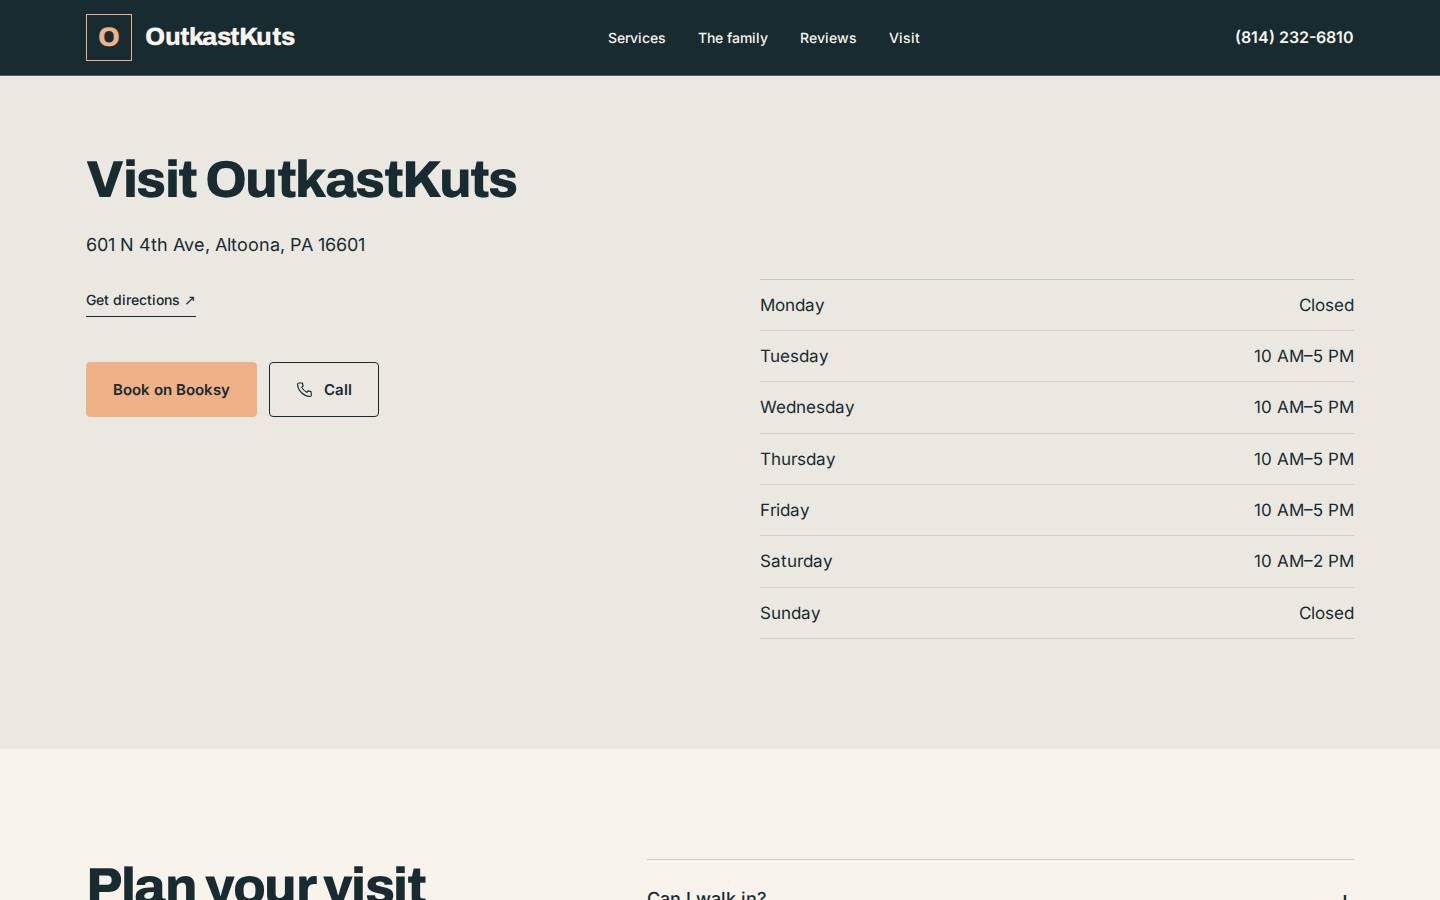 O OutkastKuts
Services The family Reviews Visit
(814) 232-6810
Visit OutkastKuts
601 N 4th Ave, Altoona, PA 16601
Get directions ↗
Book on Booksy
Call
Monday Closed
Tuesday 10 AM–5 PM
Wednesday 10 AM–5 PM
Thursday 10 AM–5 PM
Friday 10 AM–5 PM
Saturday 10 AM–2 PM
Sunday Closed
Plan your visit
Can I walk in? +